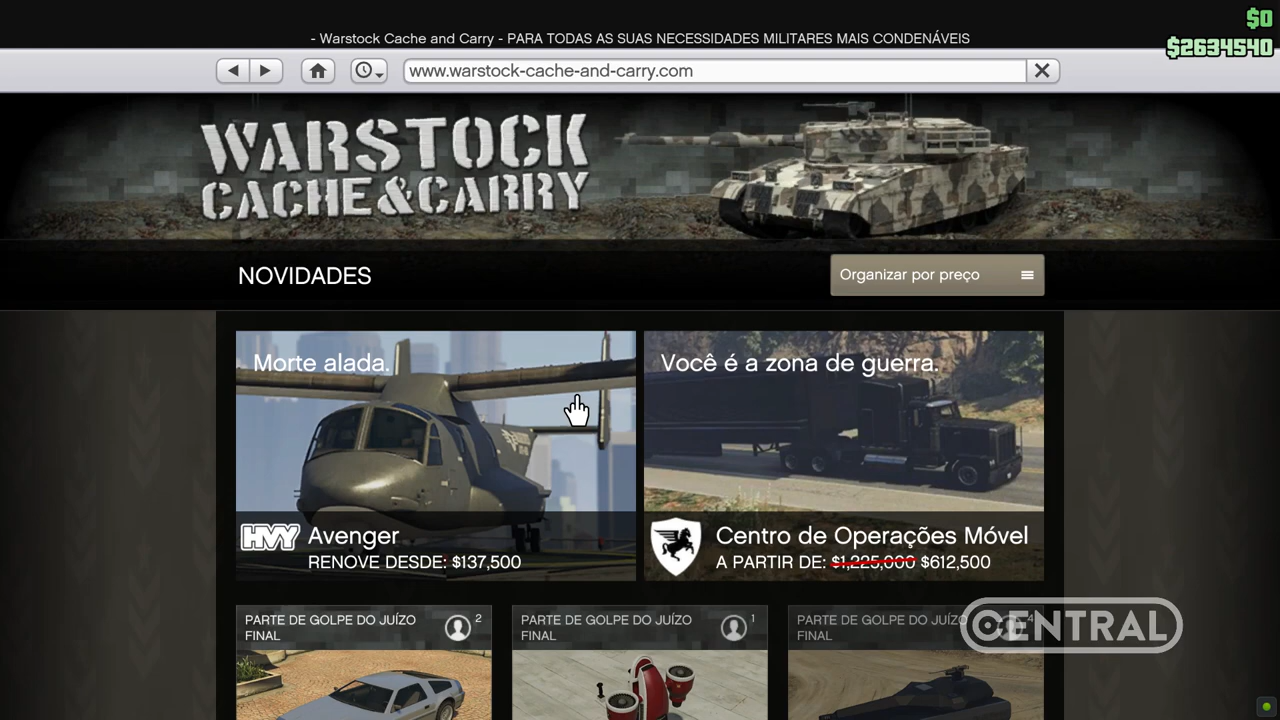 $0
- Warstock Cache and Carry - PARA TODAS AS SUAS NECESSIDADES MILITARES MAIS CONDENÁVEIS
$2634540
www.warstock-cache-and-carry.com
WARSTOCK
CACHE&CARRY
NOVIDADES
Organizar por preço
Morte alada.
Você é a zona de guerra.
HVY
Avenger
RENOVE DESDE: $137,500
Centro de Operações Móvel
A PARTIR DE: $1,225,000 $612,500
PARTE DE GOLPE DO JUÍZO
FINAL
2
PARTE DE GOLPE DO JUÍZO
FINAL
1
PARTE DE GOLPE DO JUÍZO
FINAL
4
CENTRAL